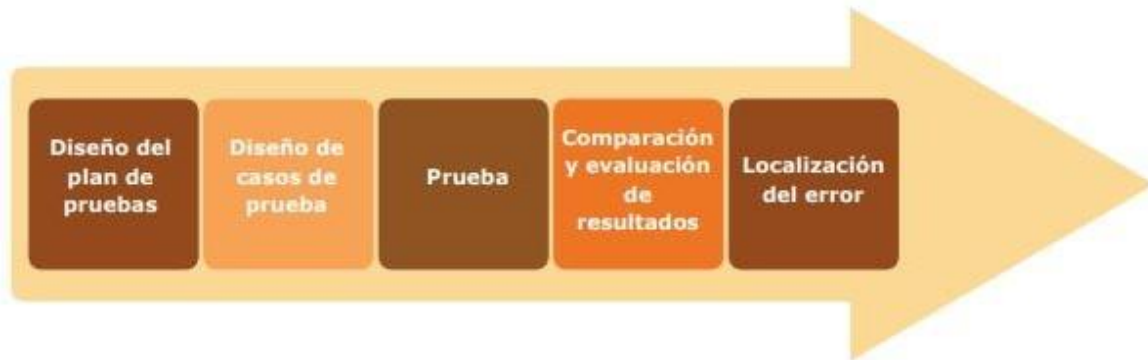 Diseño del
plan de
pruebas
Diseño de
casos de
prueba
Prueba
Comparación
y evaluación
de
resultados
Localización
del error